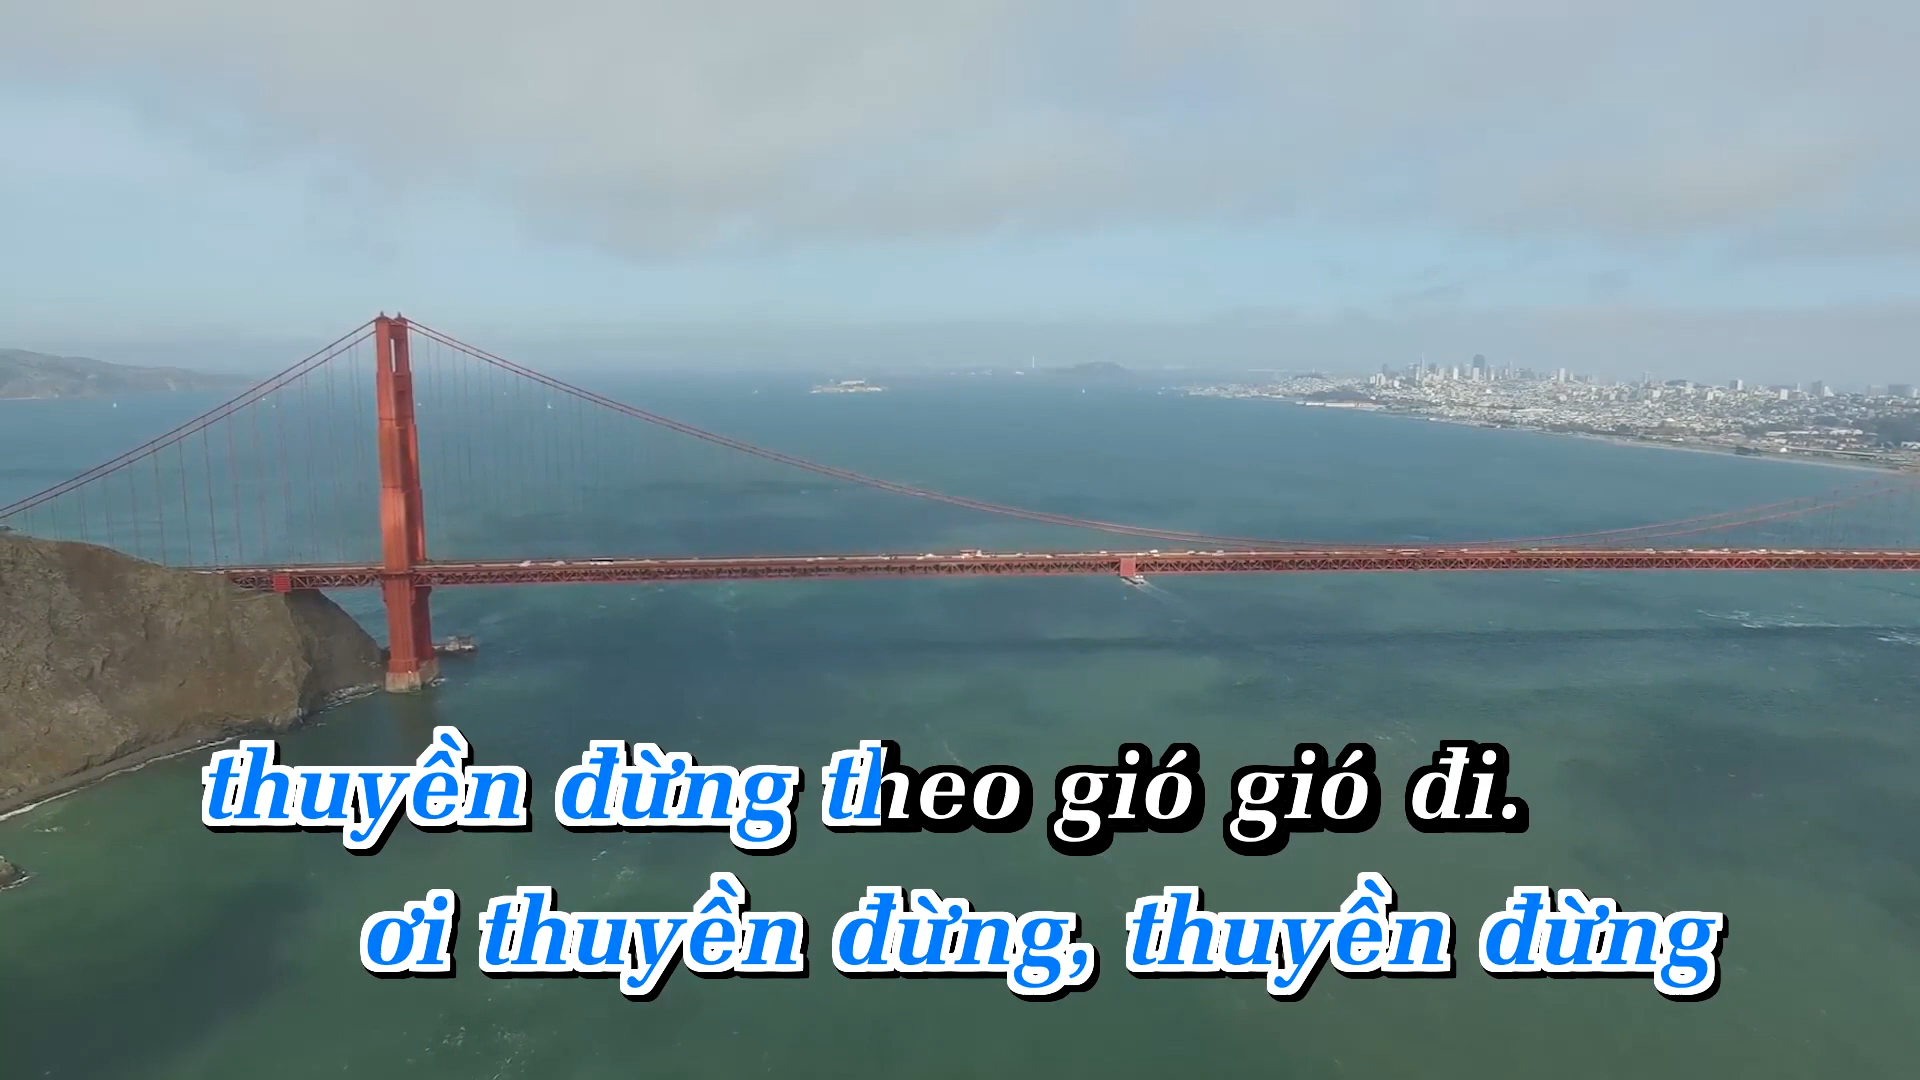 thuyền đừng theo gió gió đi.
ơi thuyền đừng, thuyền đừng